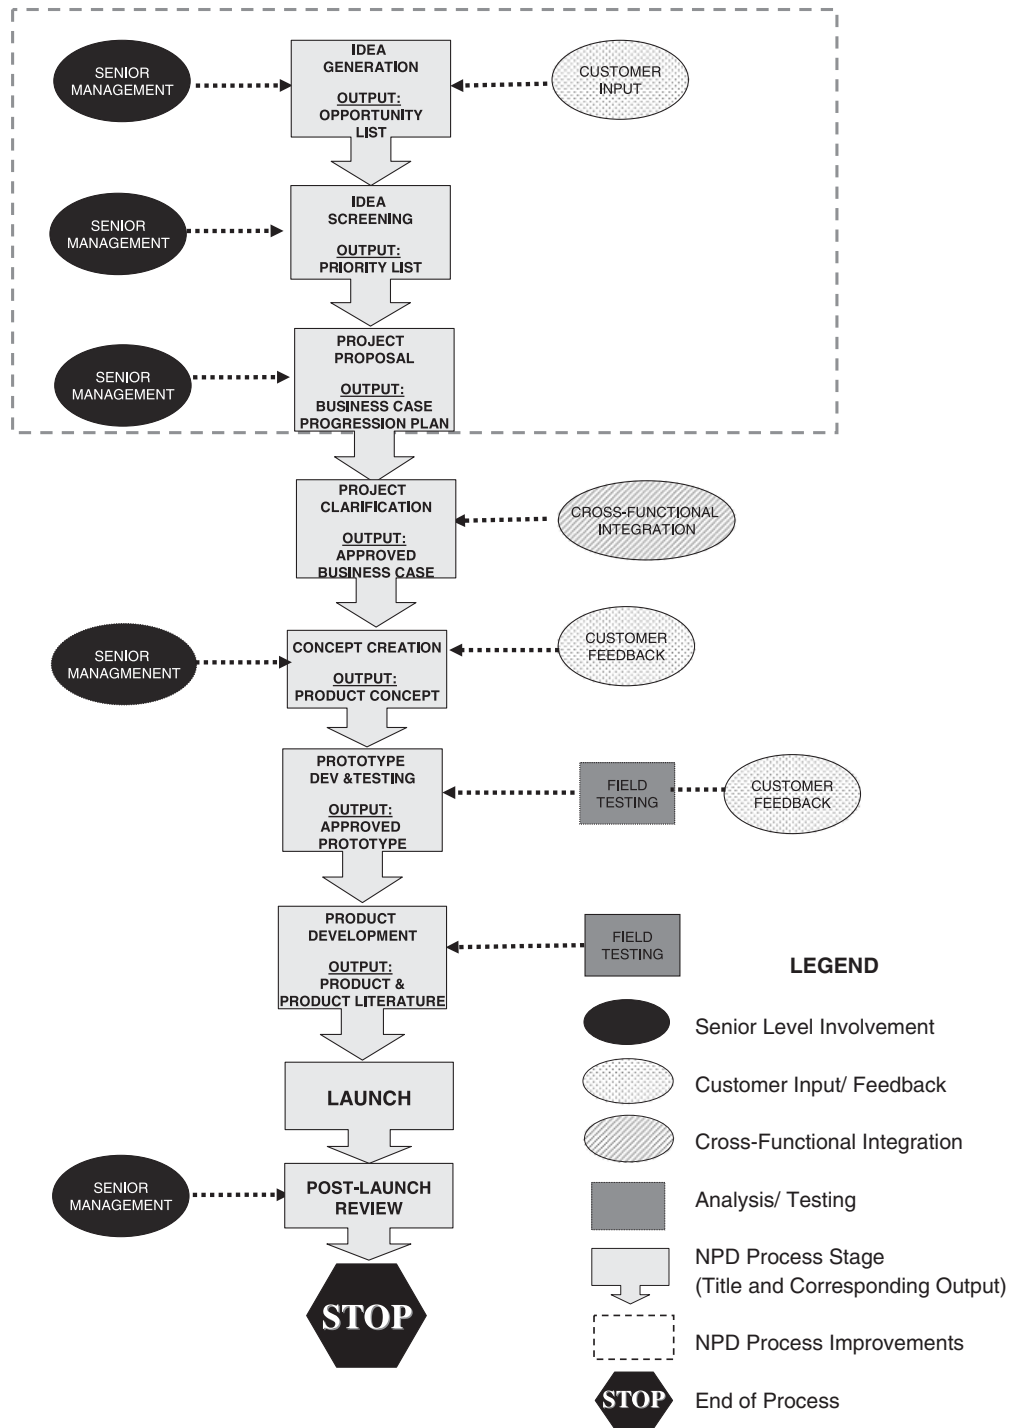 SENIOR
MANAGEMENT
IDEA
GENERATION
OUTPUT:
OPPORTUNITY
LIST
CUSTOMER
INPUT
SENIOR
MANAGEMENT
IDEA
SCREENING
OUTPUT:
PRIORITY LIST
SENIOR
MANAGEMENT
PROJECT
PROPOSAL
OUTPUT:
BUSINESS CASE
PROGRESSION PLAN
PROJECT
CLARIFICATION
OUTPUT:
APPROVED
BUSINESS CASE
CROSS-FUNCTIONAL
INTEGRATION
SENIOR
MANAGMENENT
CONCEPT CREATION
OUTPUT:
PRODUCT CONCEPT
CUSTOMER
FEEDBACK
PROTOTYPE
DEV &TESTING
OUTPUT:
APPROVED
PROTOTYPE
FIELD
TESTING
CUSTOMER
FEEDBACK
PRODUCT
DEVELOPMENT
OUTPUT:
PRODUCT &
PRODUCT LITERATURE
FIELD
TESTING
LAUNCH
SENIOR
MANAGEMENT
POST-LAUNCH
REVIEW
STOP
LEGEND
Senior Level Involvement
Customer Input/ Feedback
Cross-Functional Integration
Analysis/ Testing
NPD Process Stage
(Title and Corresponding Output)
NPD Process Improvements
STOP
End of Process